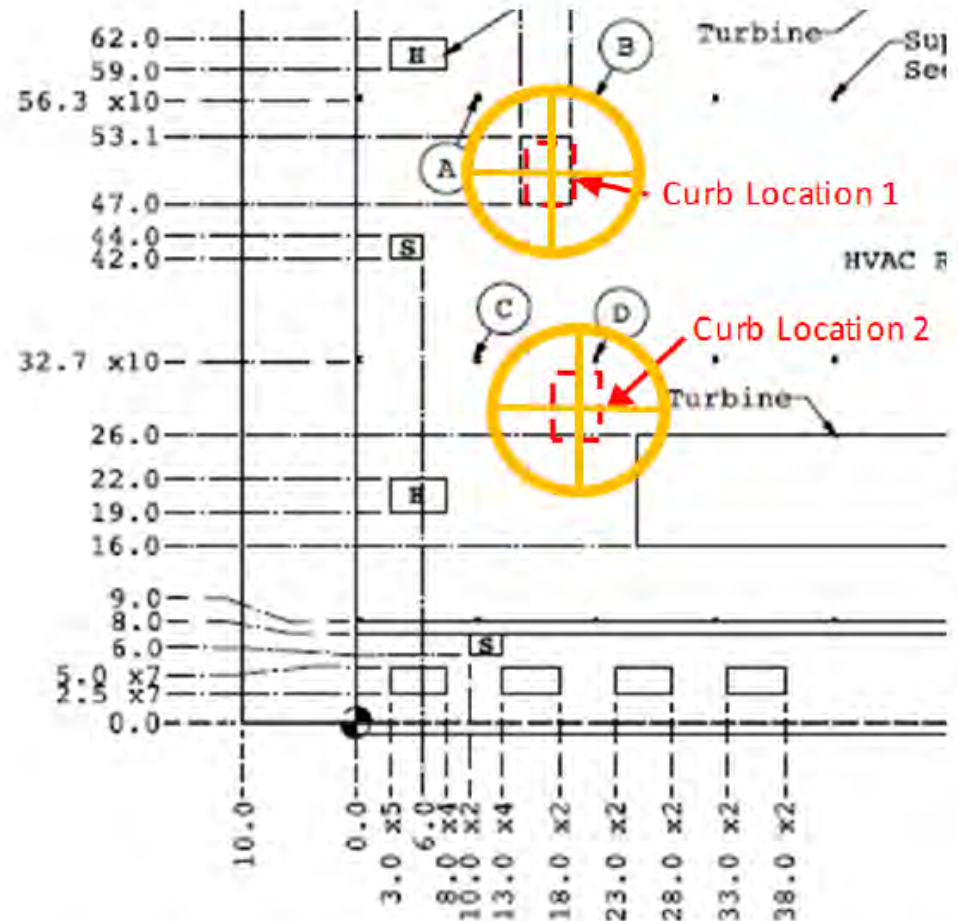 62.0
H
Turbine
B
Sup
59.0
See
56.3 x10
53.1
A
Curb Location 1
47.0
44.0
S
42.0
HVAC R
C
D
Curb Location 2
32.7 x10
Turbine
26.0
22.0
H
19.0
16.0
9.0
8.0
6.0
S
5.0 x7
2.5 x7
0.0
10.0
0.0
3.0 x5
6.0
8.0 x4
10.0 x2
13.0 x4
18.0 x2
23.0 x2
28.0 x2
33.0 x2
38.0 x2